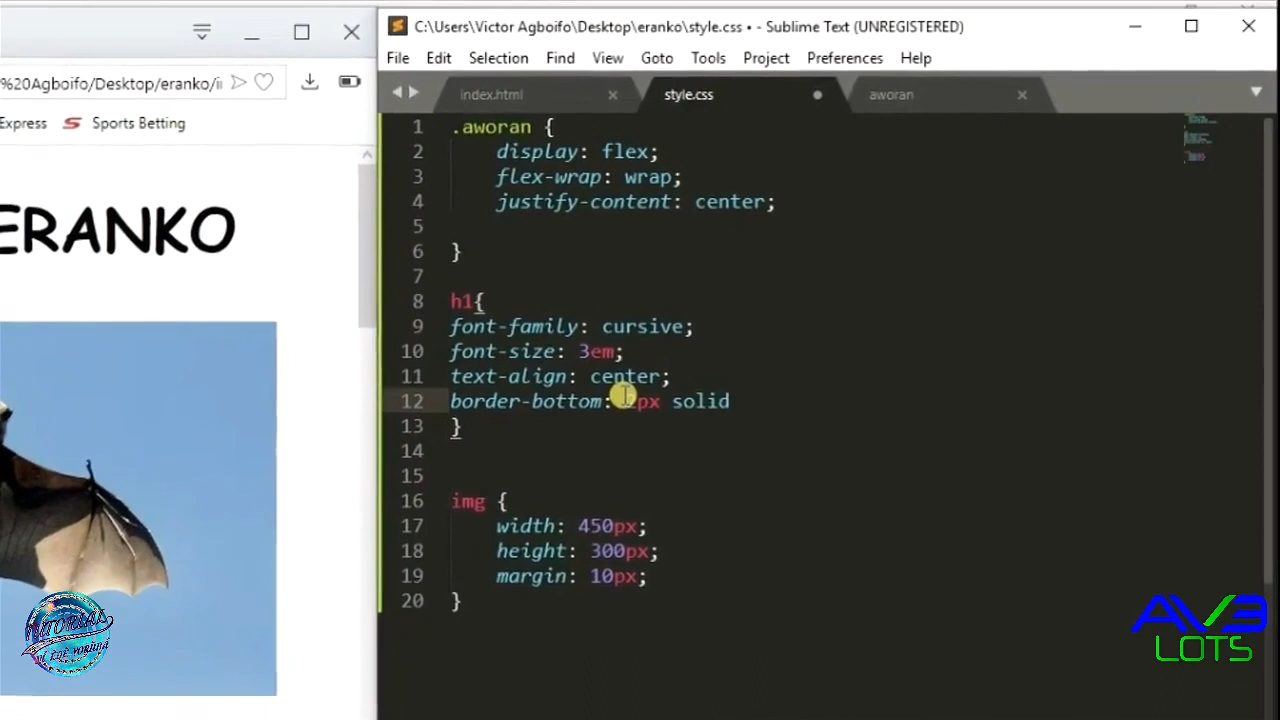 C:\Users\Victor Agboifo\Desktop\eranko\style.css • - Sublime Text (UNREGISTERED)
File Edit Selection Find View Goto Tools Project Preferences Help
%20Agboifo/Desktop/eranko/i
Express Sports Betting
index.html style.css aworan
ERANKO
1 .aworan {
2 display: flex;
3 flex-wrap: wrap;
4 justify-content: center;
5
6 }
7
8 h1{
9 font-family: cursive;
10 font-size: 3em;
11 text-align: center;
12 border-bottom: px solid
13 }
14
15
16 img {
17 width: 450px;
18 height: 300px;
19 margin: 10px;
20 }
TUTORIALS
AV3
LOTS